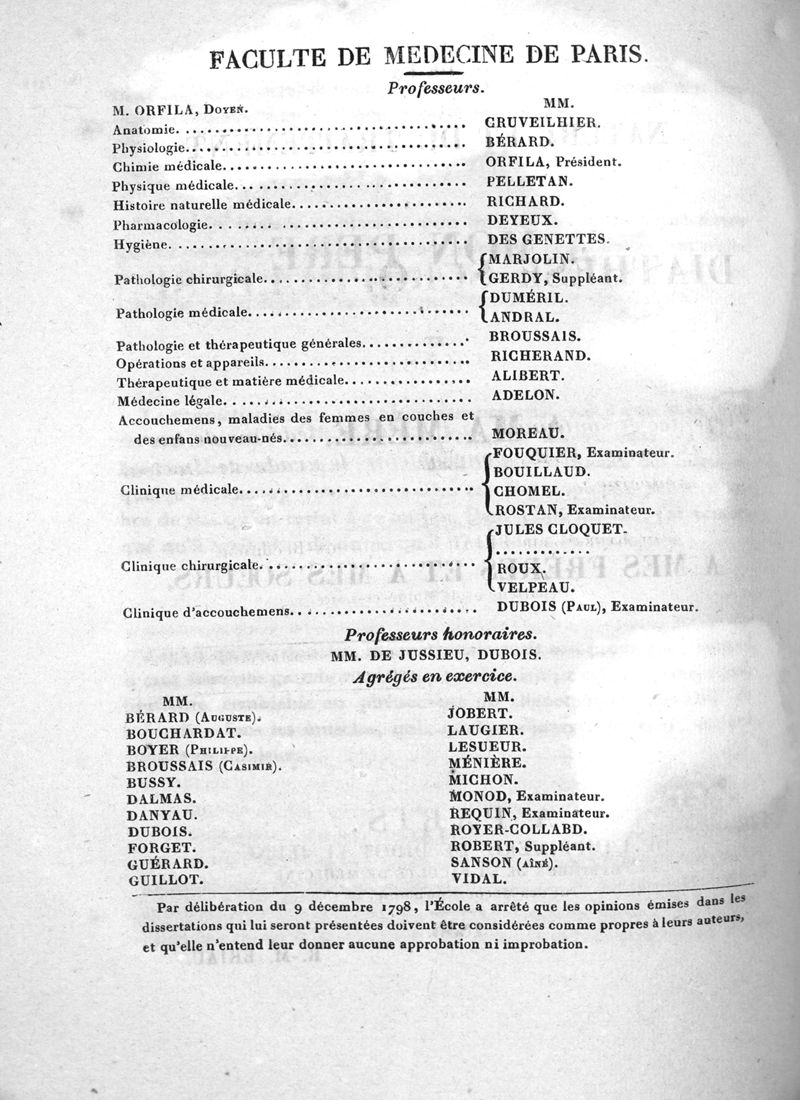 FACULTE DE MEDECINE DE PARIS.
Professeurs.
M. ORFILA, DOYEN. MM.
Anatomie. CRUVEILHIER.
Physiologie. BÉRARD.
Chimie médicale. ORFILA, Président.
Physique médicale. PELLETAN.
Histoire naturelle médicale. RICHARD.
Pharmacologie. DEYEUX.
Hygiène. DES GENETTES.
Pathologie chirurgicale. { MARJOLIN.
GERDY, Suppléant.
Pathologie médicale. { DUMÉRIL.
ANDRAL.
Pathologie et thérapeutique générales. BROUSSAIS.
Opérations et appareils. RICHERAND.
Thérapeutique et matière médicale. ALIBERT.
Médecine légale. ADELON.
Accouchemens, maladies des femmes en couches et
des enfans nouveau-nés. MOREAU.
Clinique médicale. { FOUQUIER, Examinateur.
BOUILLAUD.
CHOMEL.
ROSTAN, Examinateur.
Clinique chirurgicale. { JULES CLOQUET.
.............
ROUX.
VELPEAU.
Clinique d'accouchemens. DUBOIS (PAUL), Examinateur.
Professeurs honoraires.
MM. DE JUSSIEU, DUBOIS.
Agrégés en exercice.
MM.
BÉRARD (AUGUSTE).
BOUCHARDAT.
BOYER (PHILIPPE).
BROUSSAIS (CASIMIR).
BUSSY.
DALMAS.
DANYAU.
DUBOIS.
FORGET.
GUÉRARD.
GUILLOT.
MM.
JOBERT.
LAUGIER.
LESUEUR.
MÉNIÈRE.
MICHON.
MONOD, Examinateur.
REQUIN, Examinateur.
ROYER-COLLARD.
ROBERT, Suppléant.
SANSON (AÎNÉ).
VIDAL.
Par délibération du 9 décembre 1798, l'École a arrêté que les opinions émises dans les
dissertations qui lui seront présentées doivent être considérées comme propres à leurs auteurs,
et qu'elle n'entend leur donner aucune approbation ni improbation.